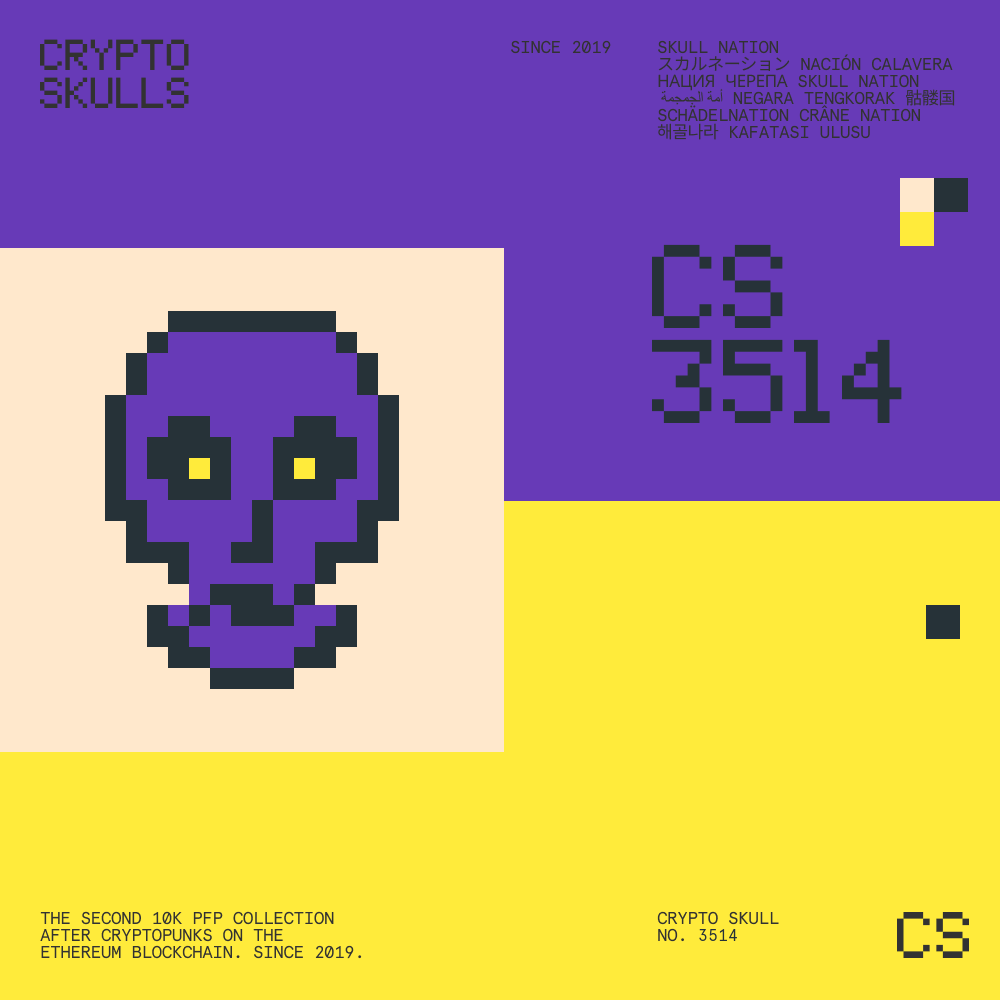 CRYPTO
SKULLS
SINCE 2019
SKULL NATION
スカルネーション NACIÓN CALAVERA
НАЦИЯ ЧЕРЕПА SKULL NATION
أمة الجمجمة NEGARA TENGKORAK 骷髅国
SCHÄDELNATION CRÂNE NATION
해골나라 KAFATASI ULUSU
CS
3514
THE SECOND 10K PFP COLLECTION
AFTER CRYPTOPUNKS ON THE
ETHEREUM BLOCKCHAIN. SINCE 2019.
CRYPTO SKULL
NO. 3514
CS